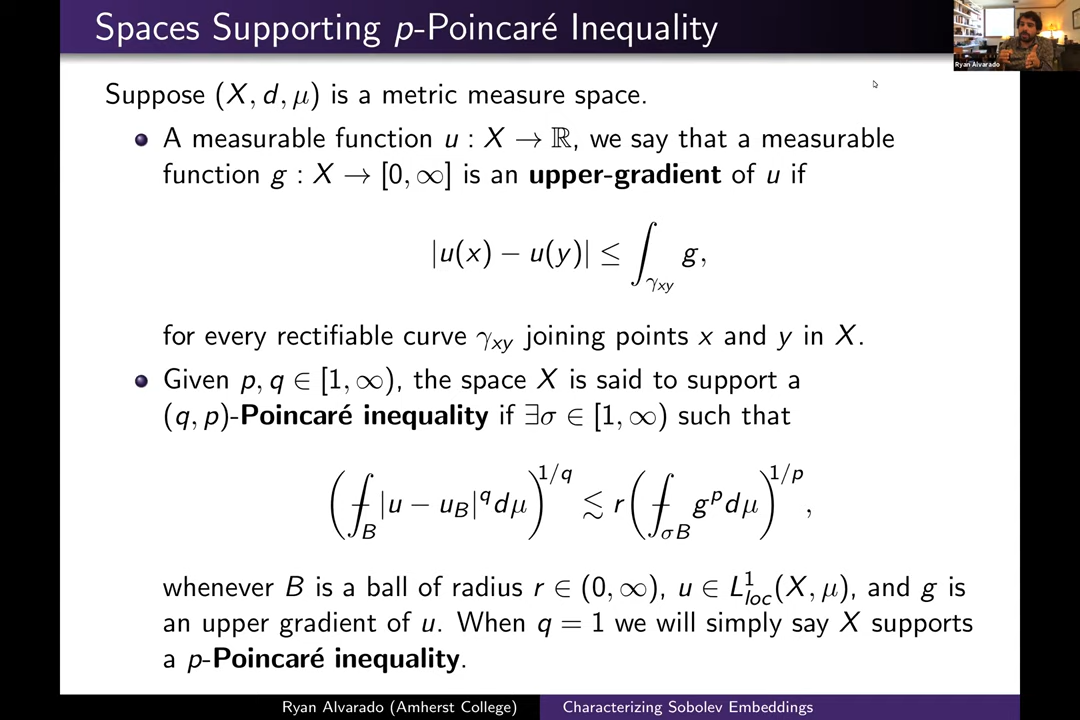 Spaces Supporting p-Poincaré Inequality
Ryan Alvarado
Suppose (X, d, μ) is a metric measure space.
A measurable function u : X → ℝ, we say that a measurable
function g : X → [0, ∞] is an upper-gradient of u if
|u(x) − u(y)| ≤ ∫_{γ_{xy}} g,
for every rectifiable curve γ_{xy} joining points x and y in X.
Given p, q ∈ [1, ∞), the space X is said to support a
(q, p)-Poincaré inequality if ∃σ ∈ [1, ∞) such that
(⨍_B |u − u_B|^q dμ)^{1/q} ≲ r(⨍_{σB} g^p dμ)^{1/p},
whenever B is a ball of radius r ∈ (0, ∞), u ∈ L^1_{loc}(X, μ), and g is
an upper gradient of u. When q = 1 we will simply say X supports
a p-Poincaré inequality.
Ryan Alvarado (Amherst College)
Characterizing Sobolev Embeddings